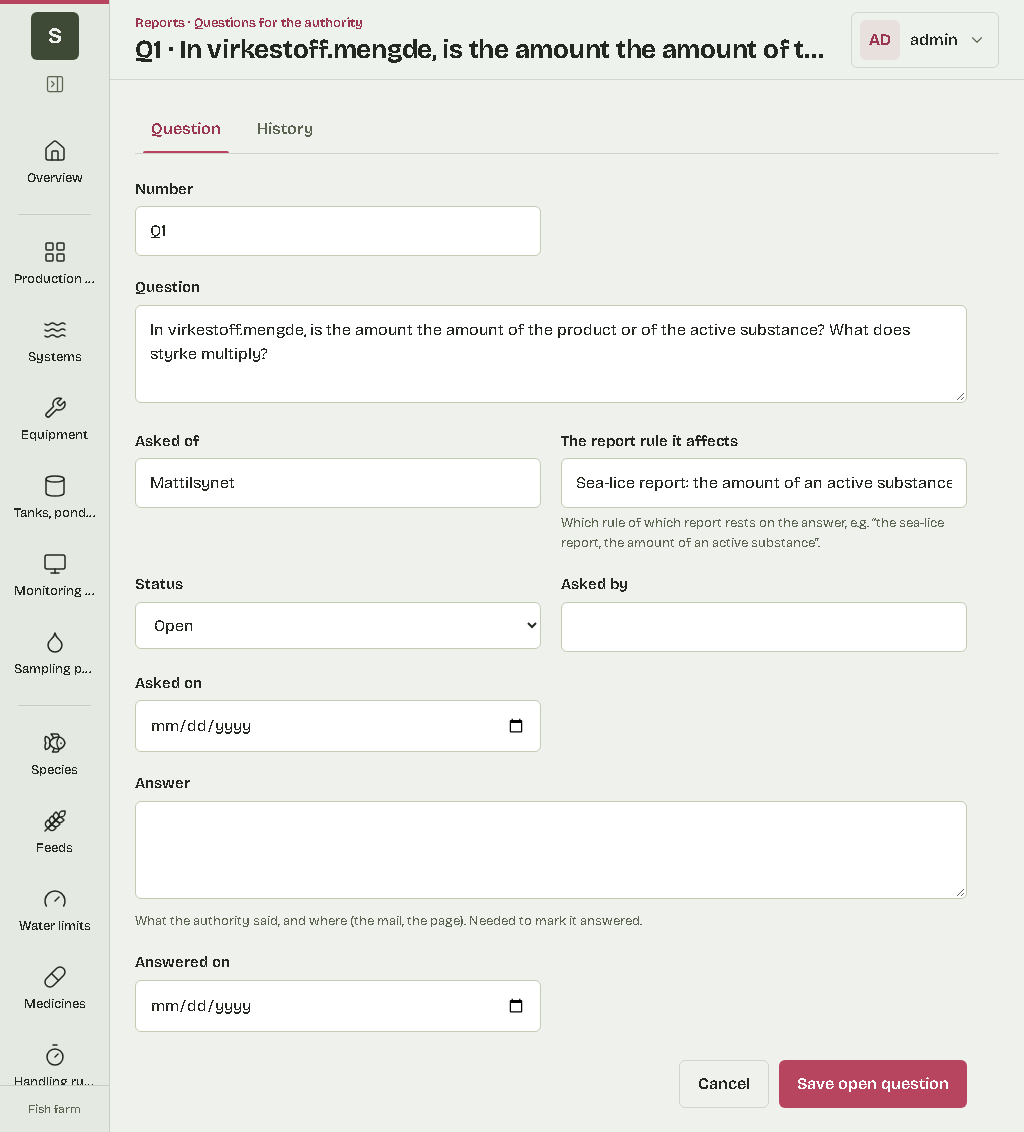 S
Reports · Questions for the authority
Q1 · In virkestoff.mengde, is the amount the amount of t...
AD admin
Overview
Production ...
Systems
Equipment
Tanks, pond...
Monitoring ...
Sampling p...
Species
Feeds
Water limits
Medicines
Handling ru...
Fish farm
Question History
Number
Q1
Question
In virkestoff.mengde, is the amount the amount of the product or of the active substance? What does
styrke multiply?
Asked of
Mattilsynet
The report rule it affects
Sea-lice report: the amount of an active substance
Which rule of which report rests on the answer, e.g. “the sea-lice
report, the amount of an active substance”.
Status
Open
Asked by
Asked on
mm/dd/yyyy
Answer
What the authority said, and where (the mail, the page). Needed to mark it answered.
Answered on
mm/dd/yyyy
Cancel
Save open question